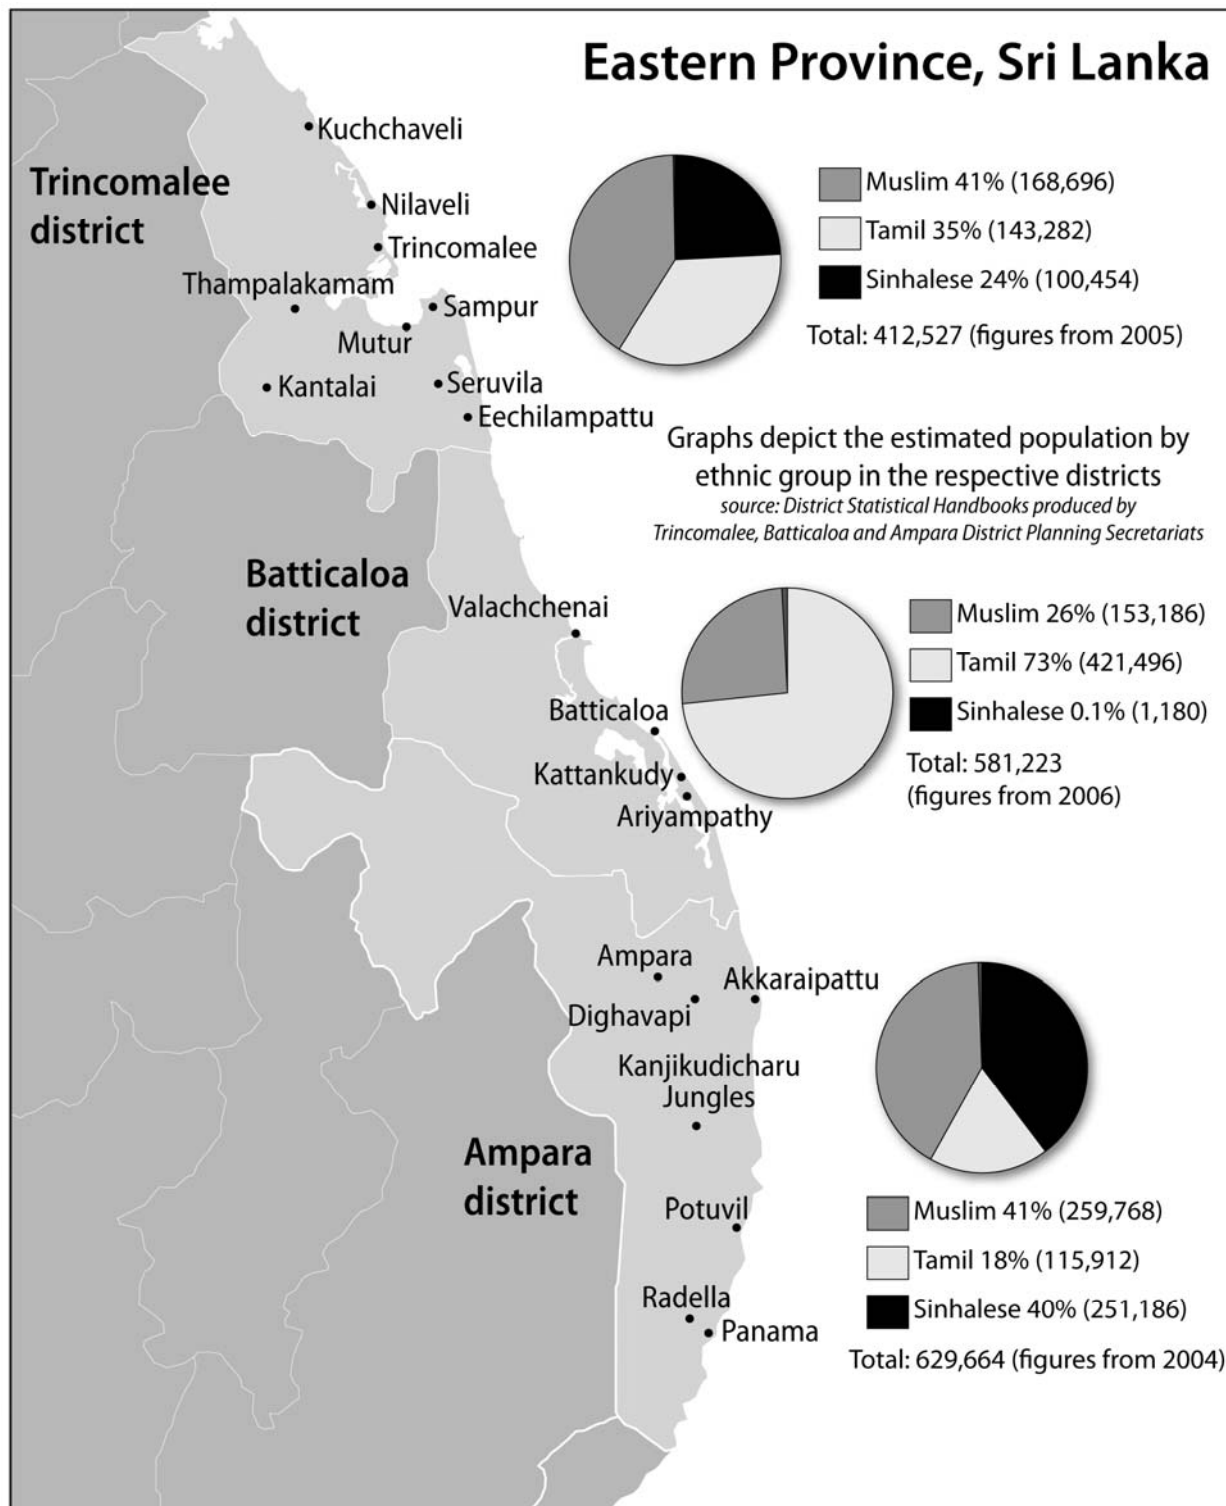 Eastern Province, Sri Lanka
Kuchchaveli
Trincomalee
district
Nilaveli
Trincomalee
Thampalakamam
Sampur
Mutur
Kantalai
Seruvila
Eechilampattu
Muslim 41% (168,696)
Tamil 35% (143,282)
Sinhalese 24% (100,454)
Total: 412,527 (figures from 2005)
Graphs depict the estimated population by
ethnic group in the respective districts
source: District Statistical Handbooks produced by
Trincomalee, Batticaloa and Ampara District Planning Secretariats
Batticaloa
district
Valachchenai
Batticaloa
Kattankudy
Ariyampathy
Muslim 26% (153,186)
Tamil 73% (421,496)
Sinhalese 0.1% (1,180)
Total: 581,223
(figures from 2006)
Ampara
Akkaraipattu
Dighavapi
Kanjikudicharu
Jungles
Ampara
district
Potuvil
Radella
Panama
Muslim 41% (259,768)
Tamil 18% (115,912)
Sinhalese 40% (251,186)
Total: 629,664 (figures from 2004)